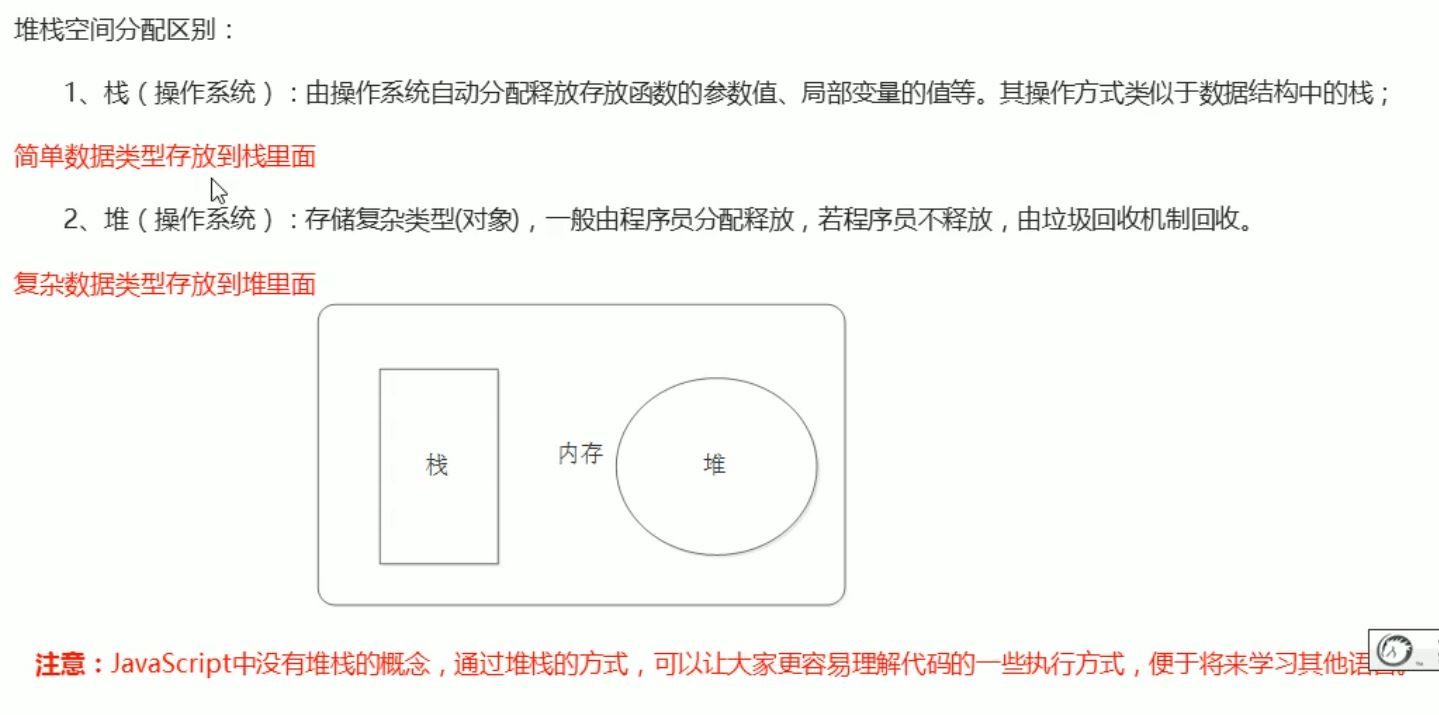 堆栈空间分配区别：
1、栈（操作系统）：由操作系统自动分配释放存放函数的参数值、局部变量的值等。其操作方式类似于数据结构中的栈；
简单数据类型存放到栈里面
2、堆（操作系统）：存储复杂类型(对象)，一般由程序员分配释放，若程序员不释放，由垃圾回收机制回收。
复杂数据类型存放到堆里面
栈
内存
堆
注意：JavaScript中没有堆栈的概念，通过堆栈的方式，可以让大家更容易理解代码的一些执行方式，便于将来学习其他语言。